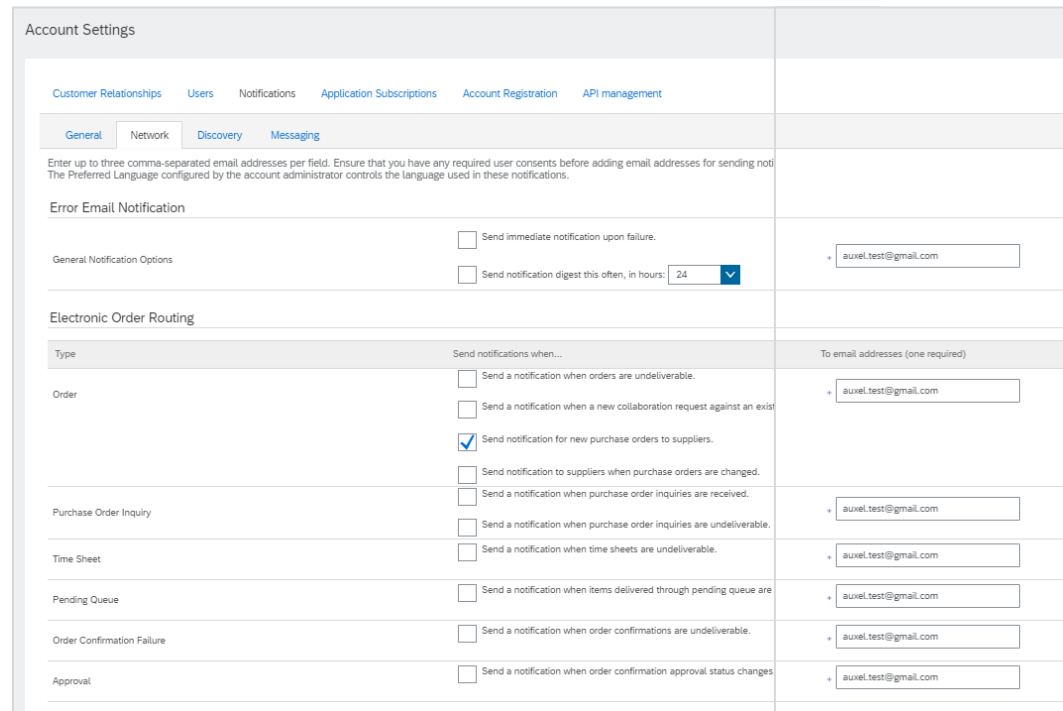 Account Settings
Customer Relationships Users Notifications Application Subscriptions Account Registration API management
General Network Discovery Messaging
Enter up to three comma-separated email addresses per field. Ensure that you have any required user consents before adding email addresses for sending noti
The Preferred Language configured by the account administrator controls the language used in these notifications.
Error Email Notification
Send immediate notification upon failure.
General Notification Options * auxel.test@gmail.com
Send notification digest this often, in hours: 24
Electronic Order Routing
Type Send notifications when... To email addresses (one required)
Send a notification when orders are undeliverable.
Order * auxel.test@gmail.com
Send a notification when a new collaboration request against an exist
Send notification for new purchase orders to suppliers.
Send notification to suppliers when purchase orders are changed.
Send a notification when purchase order inquiries are received.
Purchase Order Inquiry * auxel.test@gmail.com
Send a notification when purchase order inquiries are undeliverable.
Time Sheet Send a notification when time sheets are undeliverable. * auxel.test@gmail.com
Pending Queue Send a notification when items delivered through pending queue are * auxel.test@gmail.com
Order Confirmation Failure Send a notification when order confirmations are undeliverable. * auxel.test@gmail.com
Approval Send a notification when order confirmation approval status changes * auxel.test@gmail.com